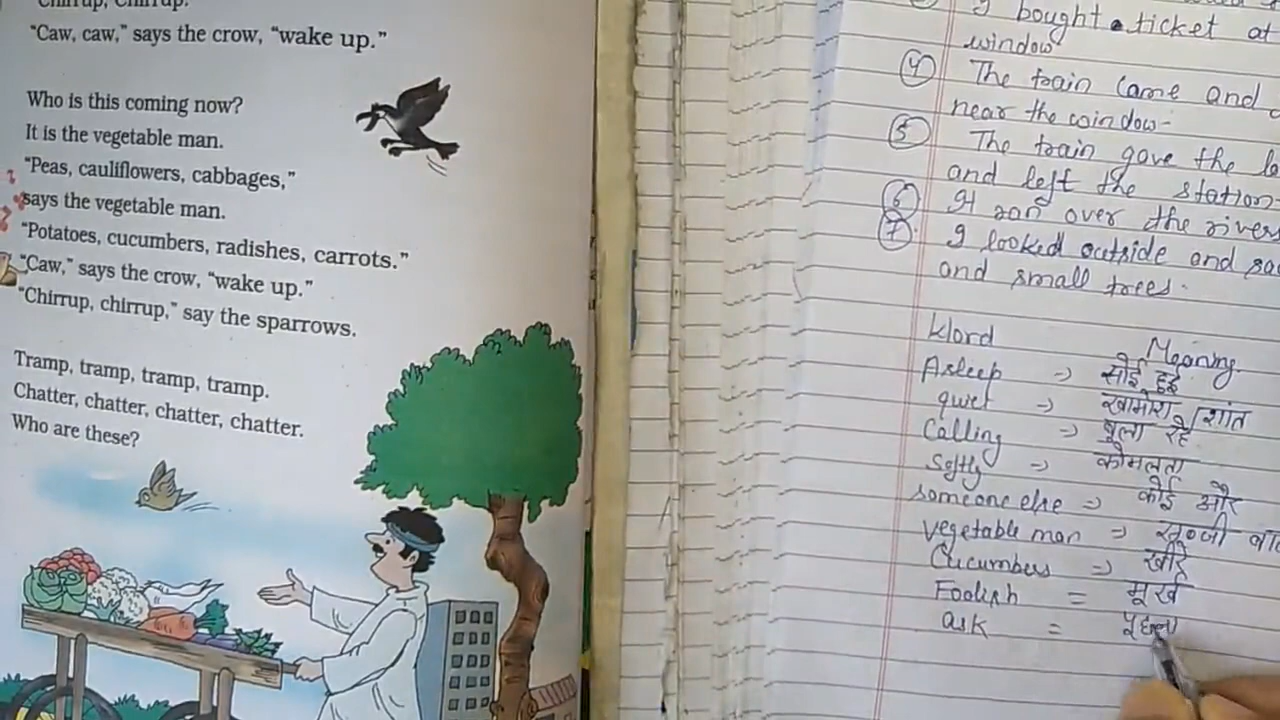 "Chirrup, Chirrup."
"Caw, caw," says the crow, "wake up."
Who is this coming now?
It is the vegetable man.
"Peas, cauliflowers, cabbages,"
says the vegetable man.
"Potatoes, cucumbers, radishes, carrots."
"Caw," says the crow, "wake up."
"Chirrup, chirrup," say the sparrows.
Tramp, tramp, tramp, tramp.
Chatter, chatter, chatter, chatter.
Who are these?
I bought ticket at
window
4 The train came and
near the window-
5 The train gave the
and left the station-
6 It ran over the rivers
7. I looked outside and
and small trees.
Word Meaning.
Asleep -> सोई हुई
quiet -> खामोश / शांत
Calling -> बुला रहे
Softly => कोमलता
someone else => कोई और
vegetable man => सब्जी
Cucumbers => खीरे
Foolish = मूर्ख
ask = पूछना